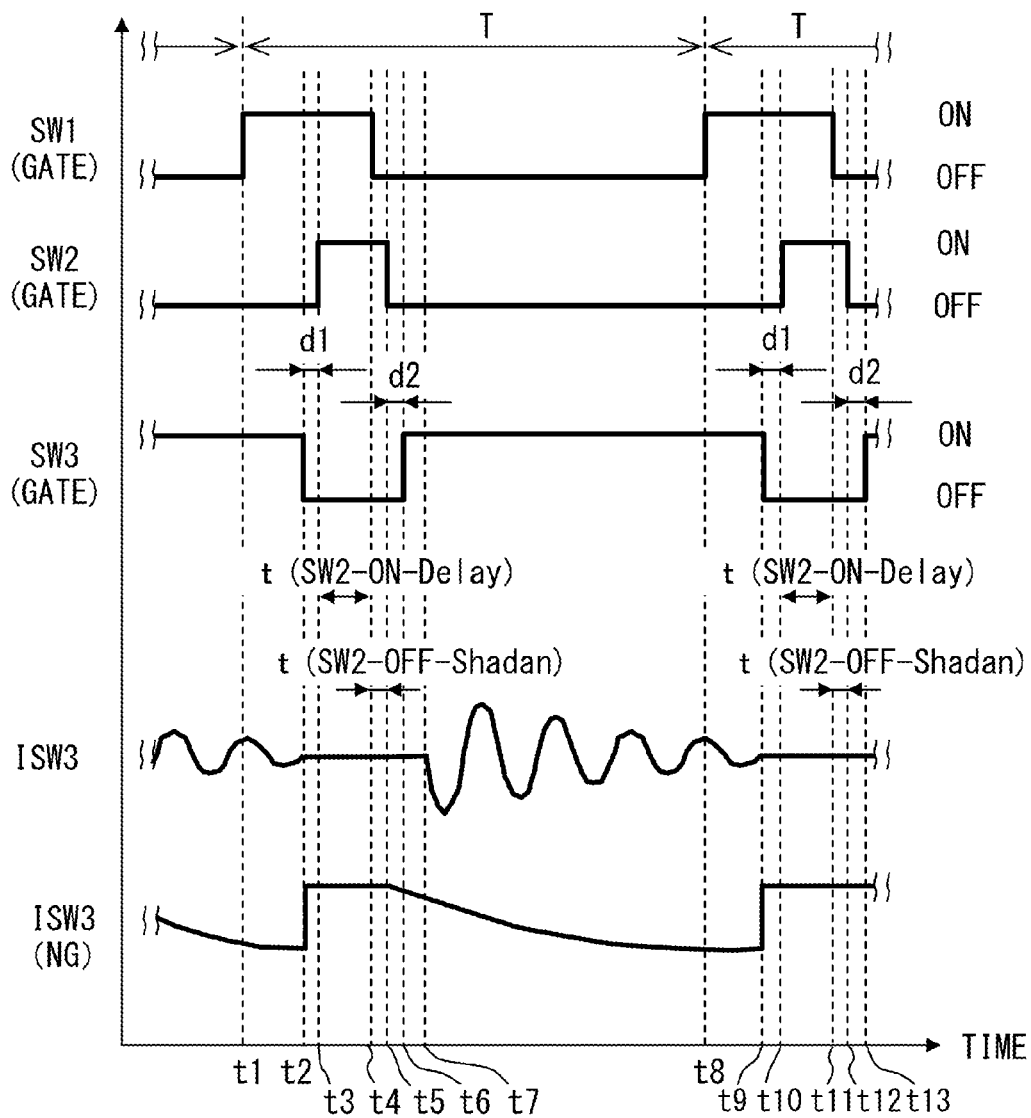 T T
SW1
(GATE)
ON
OFF
SW2
(GATE)
ON
OFF
d1 d1
d2 d2
SW3
(GATE)
ON
OFF
t (SW2-ON-Delay) t (SW2-ON-Delay)
t (SW2-OFF-Shadan) t (SW2-OFF-Shadan)
ISW3
ISW3
(NG)
TIME
t1 t2 t3 t4 t5 t6 t7 t8 t9 t10 t11 t12 t13